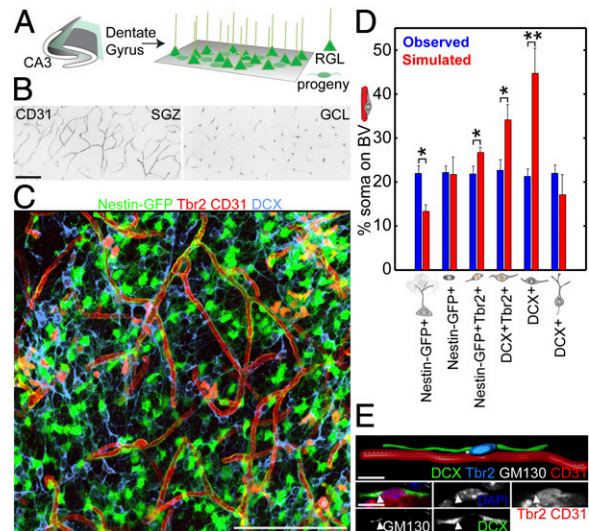 A
Dentate
Gyrus
CA3
RGL
progeny
B
CD31
SGZ
GCL
C
Nestin-GFP Tbr2 CD31 DCX
D
Observed
Simulated
% soma on BV
50
40
30
20
10
0
*
*
*
**
Nestin-GFP+
Nestin-GFP+
Nestin-GFP+Tbr2+
DCX+Tbr2+
DCX+
DCX+
E
DCX Tbr2 GM130 CD31
DAPI
Tbr2 CD31
GM130
DCX